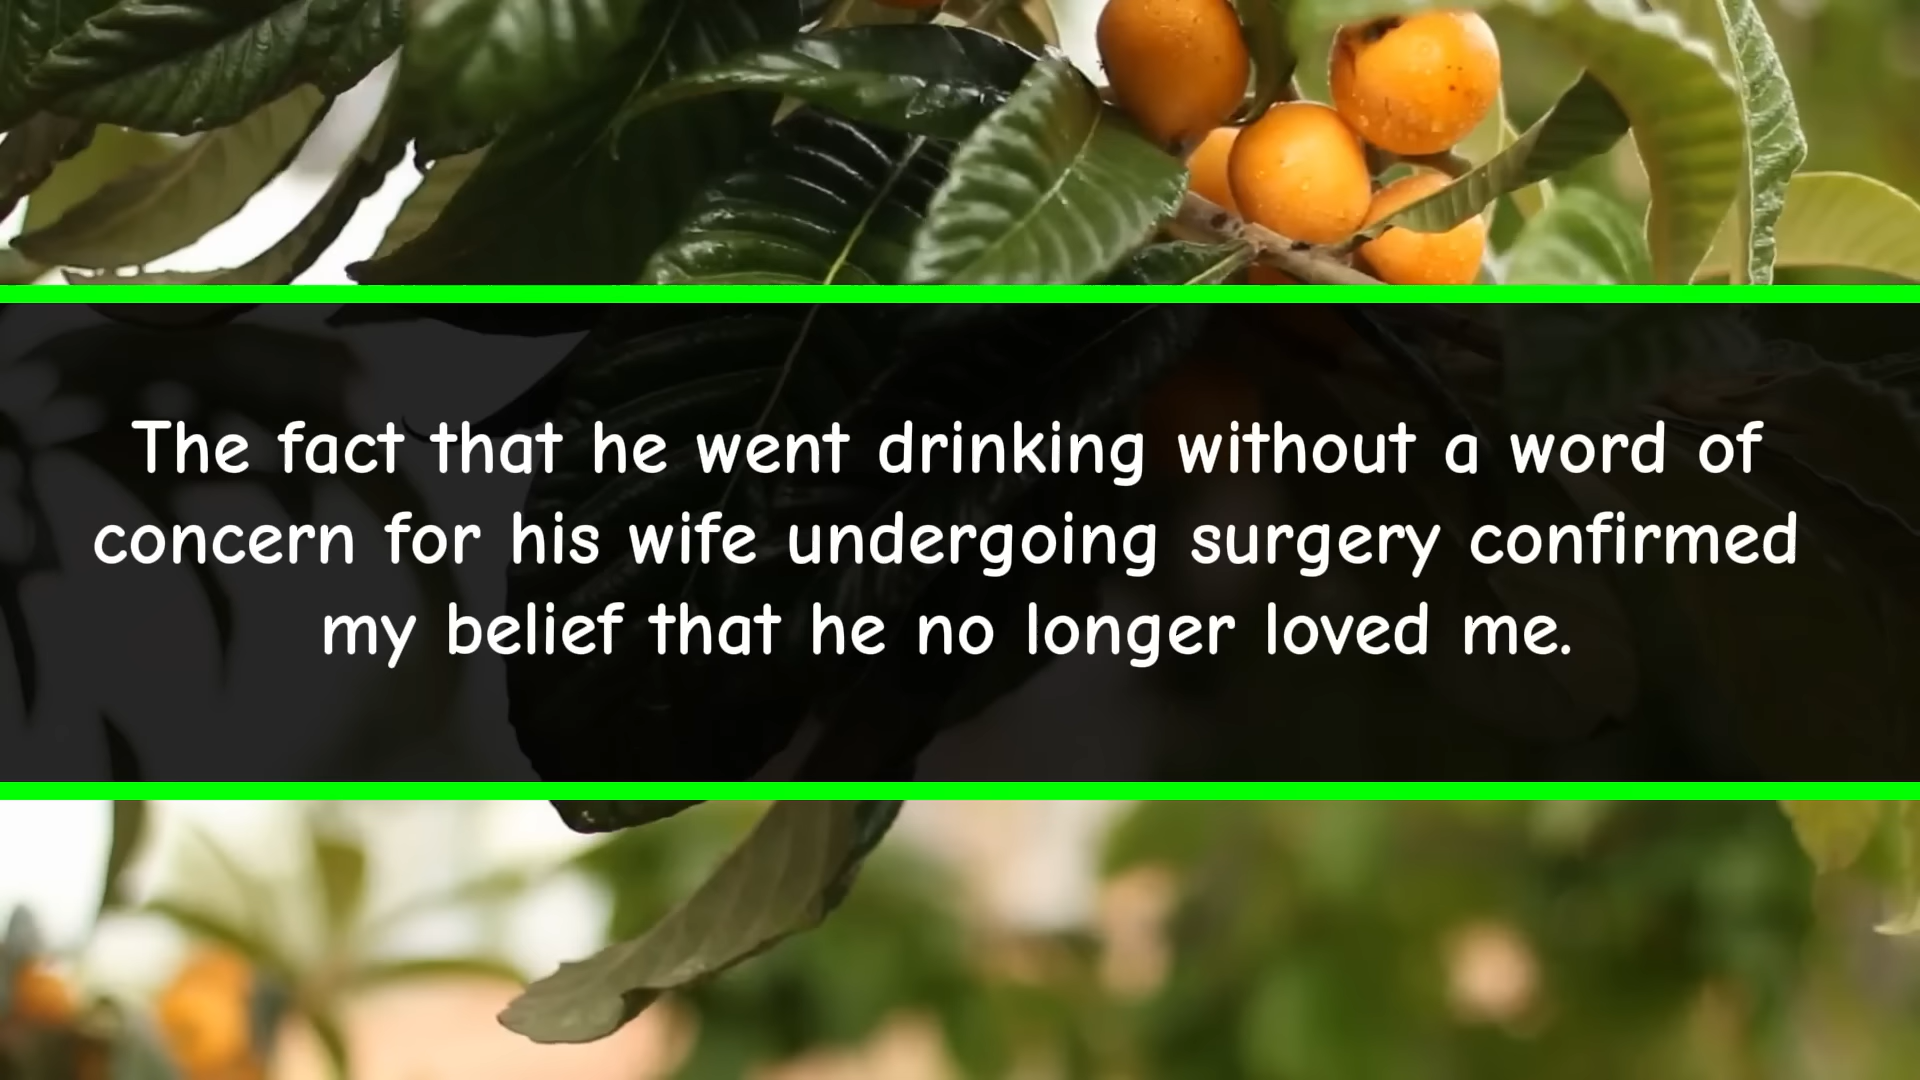 The fact that he went drinking without a word of
concern for his wife undergoing surgery confirmed
my belief that he no longer loved me.